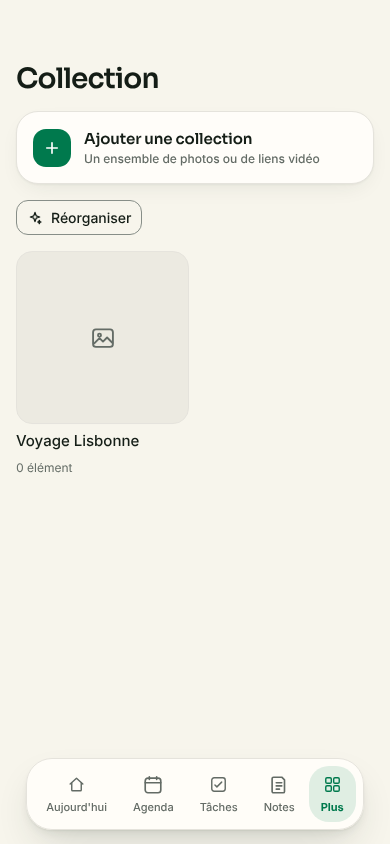 Collection
Ajouter une collection
Un ensemble de photos ou de liens vidéo
Réorganiser
Voyage Lisbonne
0 élément
Aujourd'hui
Agenda
Tâches
Notes
Plus